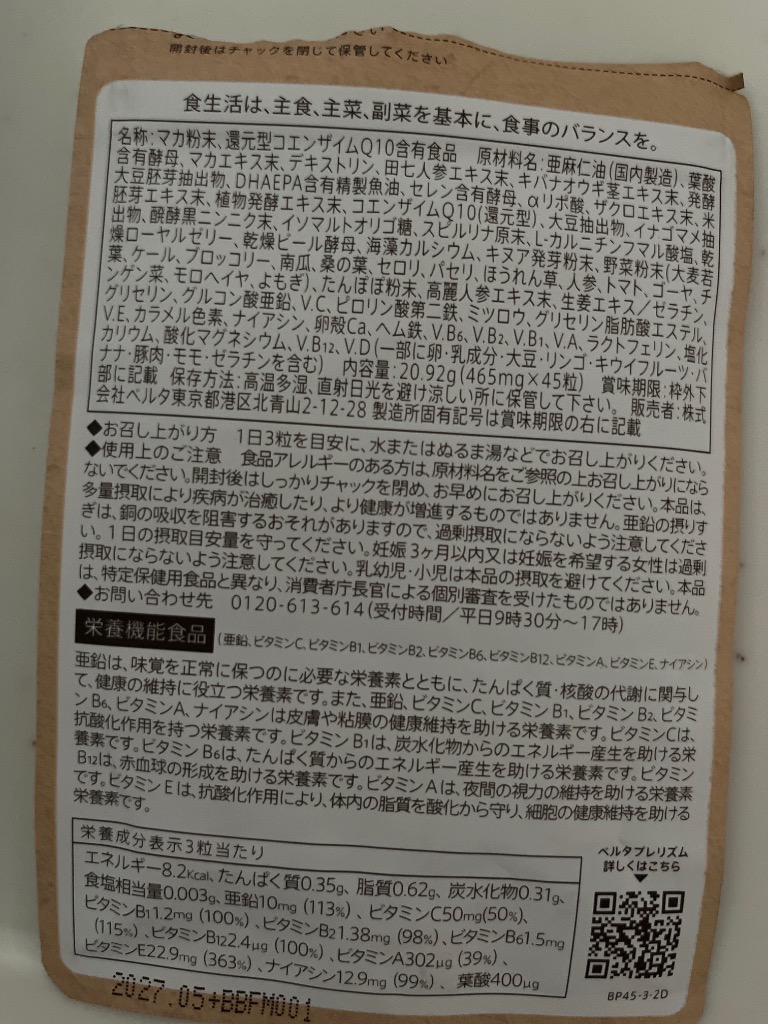 開封後はチャックを閉じて保管してください
食生活は、主食、主菜、副菜を基本に、食事のバランスを。
名称:マカ粉末、還元型コエンザイムQ10含有食品 原材料名:亜麻仁油(国内製造)、葉酸
含有酵母、マカエキス末、デキストリン、田七人参エキス末、キバナオウギ茎エキス末、発酵
大豆胚芽抽出物、DHAEPA含有精製魚油、セレン含有酵母、αリポ酸、ザクロエキス末、米
胚芽エキス末、植物発酵エキス末、コエンザイムQ10(還元型)、大豆抽出物、イナゴマメ抽
出物、醗酵黒ニンニク末、イソマルトオリゴ糖、スピルリナ原末、L-カルニチンフマル酸塩、乾
燥ローヤルゼリー、乾燥ビール酵母、海藻カルシウム、キヌア発芽粉末、野菜粉末(大麦若
葉、ケール、ブロッコリー、南瓜、桑の葉、セロリ、パセリ、ほうれん草、人参、トマト、ゴーヤ、チ
ンゲン菜、モロヘイヤ、よもぎ)、たんぽぽ粉末、高麗人参エキス末、生姜エキス/ゼラチン、
グリセリン、グルコン酸亜鉛、V.C、ピロリン酸第二鉄、ミツロウ、グリセリン脂肪酸エステル、
V.E、カラメル色素、ナイアシン、卵殻Ca、ヘム鉄、V.B6、V.B2、V.B1、V.A、ラクトフェリン、塩化
カリウム、酸化マグネシウム、V.B12、V.D(一部に卵・乳成分・大豆・リンゴ・キウイフルーツ・バ
ナナ・豚肉・モモ・ゼラチンを含む) 内容量:20.92g(465mg×45粒) 賞味期限:枠外下
部に記載 保存方法:高温多湿、直射日光を避け涼しい所に保管して下さい。 販売者:株式
会社ベルタ東京都港区北青山2-12-28 製造所固有記号は賞味期限の右に記載
◆お召し上がり方 1日3粒を目安に、水またはぬるま湯などでお召し上がりください。
◆使用上のご注意 食品アレルギーのある方は、原材料名をご参照の上お召し上がりになら
ないでください。開封後はしっかりチャックを閉め、お早めにお召し上がりください。本品は、
多量摂取により疾病が治癒したり、より健康が増進するものではありません。亜鉛の摂りす
ぎは、銅の吸収を阻害するおそれがありますので、過剰摂取にならないよう注意してくださ
い。1日の摂取目安量を守ってください。妊娠3ヶ月以内又は妊娠を希望する女性は過剰
摂取にならないよう注意してください。乳幼児・小児は本品の摂取を避けてください。本品
は、特定保健用食品と異なり、消費者庁長官による個別審査を受けたものではありません。
◆お問い合わせ先 0120-613-614(受付時間/平日9時30分〜17時)
栄養機能食品 (亜鉛、ビタミンC、ビタミンB1、ビタミンB2、ビタミンB6、ビタミンB12、ビタミンA、ビタミンE、ナイアシン)
亜鉛は、味覚を正常に保つのに必要な栄養素とともに、たんぱく質・核酸の代謝に関与し
て、健康の維持に役立つ栄養素です。また、亜鉛、ビタミンC、ビタミン B1、ビタミン B2、ビタミ
ン B6、ビタミンA、ナイアシンは皮膚や粘膜の健康維持を助ける栄養素です。ビタミンCは、
抗酸化作用を持つ栄養素です。ビタミン B1は、炭水化物からのエネルギー産生を助ける栄
養素です。ビタミン B6は、たんぱく質からのエネルギー産生を助ける栄養素です。ビタミン
B12は、赤血球の形成を助ける栄養素です。ビタミン A は、夜間の視力の維持を助ける栄養素
です。ビタミン E は、抗酸化作用により、体内の脂質を酸化から守り、細胞の健康維持を助ける
栄養素です。
栄養成分表示3粒当たり
エネルギー8.2Kcal、たんぱく質0.35g、脂質0.62g、炭水化物0.31g、
食塩相当量0.003g、亜鉛10mg (113%) 、ビタミンC50mg(50%)、
ビタミンB11.2mg (100%) 、ビタミンB21.38mg (98%) 、ビタミンB61.5mg
(115%) 、ビタミンB122.4μg (100%) 、ビタミンA302μg (39%) 、
ビタミンE22.9mg (363%) 、ナイアシン12.9mg (99%) 、 葉酸400μg
ベルタプレリズム
詳しくはこちら
BP45-3-2D
2027.05+BBFM001